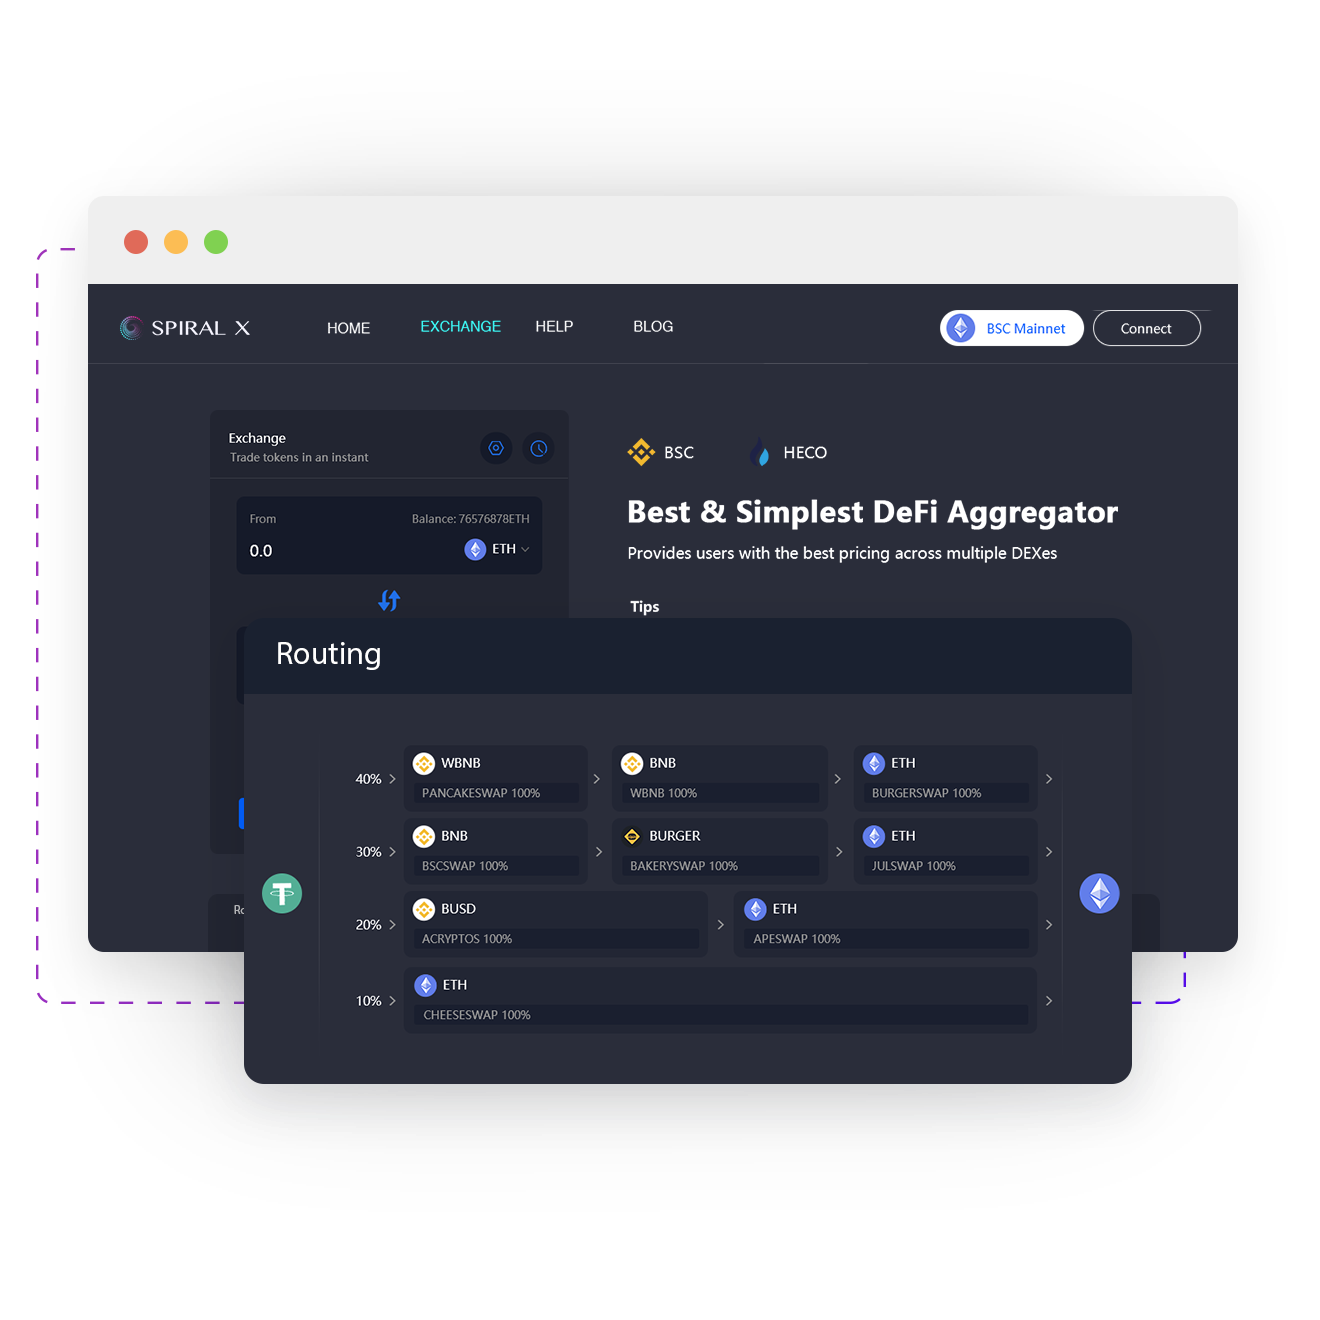 SPIRAL X HOME EXCHANGE HELP BLOG BSC Mainnet Connect
Exchange
Trade tokens in an instant
From Balance: 76576878ETH
0.0 ETH
BSC HECO
Best & Simplest DeFi Aggregator
Provides users with the best pricing across multiple DEXes
Tips
Routing
40% WBNB BNB ETH
PANCAKESWAP 100% WBNB 100% BURGERSWAP 100%
30% BNB BURGER ETH
BSCSWAP 100% BAKERYSWAP 100% JULSWAP 100%
20% BUSD ETH
ACRYPTOS 100% APESWAP 100%
10% ETH
CHEESESWAP 100%